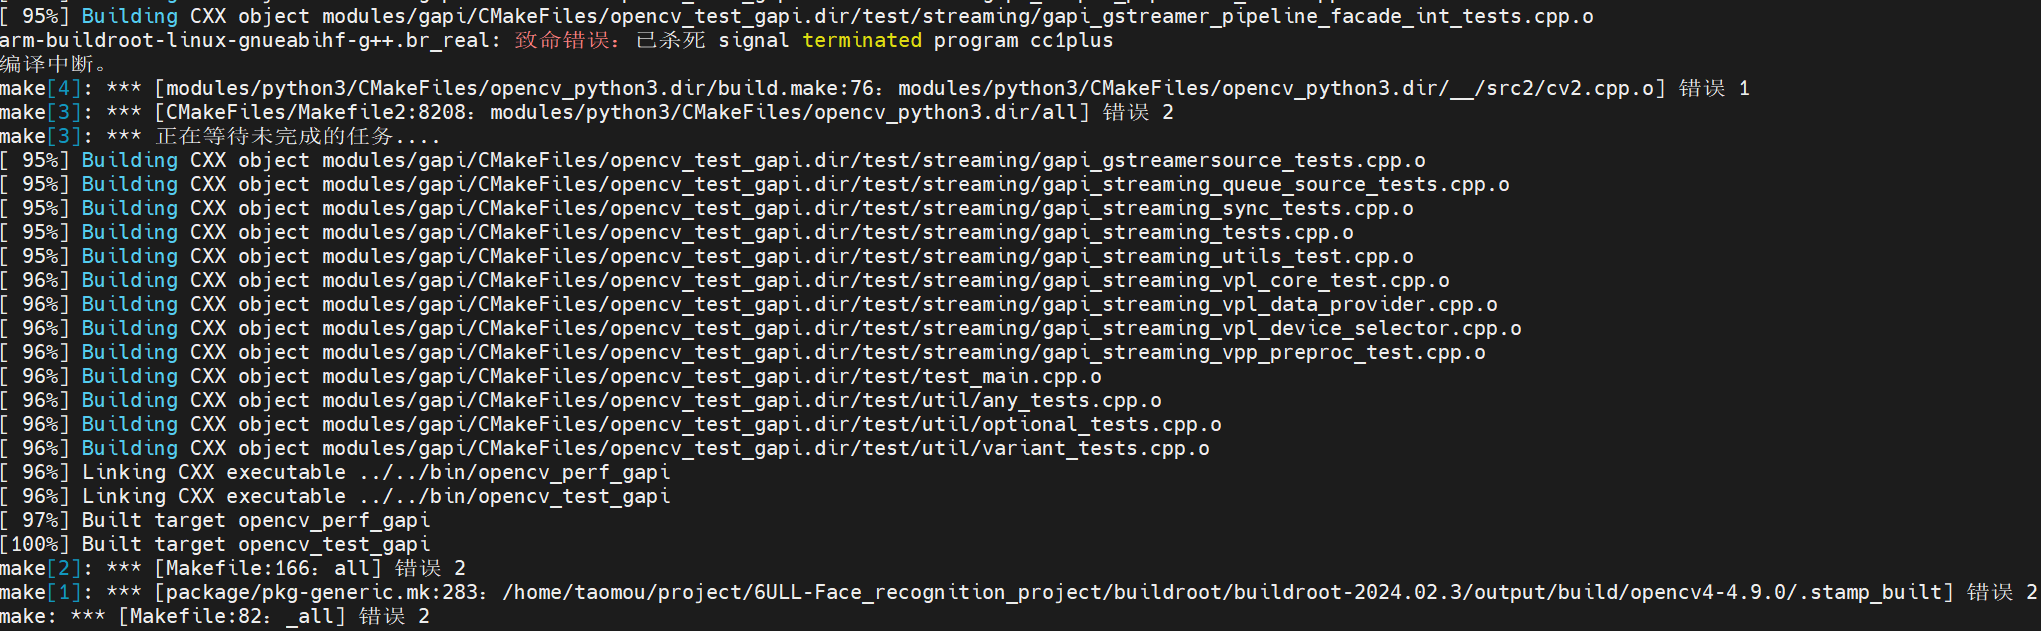 [ 95%] Building CXX object modules/gapi/CMakeFiles/opencv_test_gapi.dir/test/streaming/gapi_gstreamer_pipeline_facade_int_tests.cpp.o
arm-buildroot-linux-gnueabihf-g++.br_real: 致命错误：已杀死 signal terminated program cc1plus
编译中断。
make[4]: *** [modules/python3/CMakeFiles/opencv_python3.dir/build.make:76：modules/python3/CMakeFiles/opencv_python3.dir/__/src2/cv2.cpp.o] 错误 1
make[3]: *** [CMakeFiles/Makefile2:8208：modules/python3/CMakeFiles/opencv_python3.dir/all] 错误 2
make[3]: *** 正在等待未完成的任务....
[ 95%] Building CXX object modules/gapi/CMakeFiles/opencv_test_gapi.dir/test/streaming/gapi_gstreamersource_tests.cpp.o
[ 95%] Building CXX object modules/gapi/CMakeFiles/opencv_test_gapi.dir/test/streaming/gapi_streaming_queue_source_tests.cpp.o
[ 95%] Building CXX object modules/gapi/CMakeFiles/opencv_test_gapi.dir/test/streaming/gapi_streaming_sync_tests.cpp.o
[ 95%] Building CXX object modules/gapi/CMakeFiles/opencv_test_gapi.dir/test/streaming/gapi_streaming_tests.cpp.o
[ 95%] Building CXX object modules/gapi/CMakeFiles/opencv_test_gapi.dir/test/streaming/gapi_streaming_utils_test.cpp.o
[ 96%] Building CXX object modules/gapi/CMakeFiles/opencv_test_gapi.dir/test/streaming/gapi_streaming_vpl_core_test.cpp.o
[ 96%] Building CXX object modules/gapi/CMakeFiles/opencv_test_gapi.dir/test/streaming/gapi_streaming_vpl_data_provider.cpp.o
[ 96%] Building CXX object modules/gapi/CMakeFiles/opencv_test_gapi.dir/test/streaming/gapi_streaming_vpl_device_selector.cpp.o
[ 96%] Building CXX object modules/gapi/CMakeFiles/opencv_test_gapi.dir/test/streaming/gapi_streaming_vpp_preproc_test.cpp.o
[ 96%] Building CXX object modules/gapi/CMakeFiles/opencv_test_gapi.dir/test/test_main.cpp.o
[ 96%] Building CXX object modules/gapi/CMakeFiles/opencv_test_gapi.dir/test/util/any_tests.cpp.o
[ 96%] Building CXX object modules/gapi/CMakeFiles/opencv_test_gapi.dir/test/util/optional_tests.cpp.o
[ 96%] Building CXX object modules/gapi/CMakeFiles/opencv_test_gapi.dir/test/util/variant_tests.cpp.o
[ 96%] Linking CXX executable ../../bin/opencv_perf_gapi
[ 96%] Linking CXX executable ../../bin/opencv_test_gapi
[ 97%] Built target opencv_perf_gapi
[100%] Built target opencv_test_gapi
make[2]: *** [Makefile:166：all] 错误 2
make[1]: *** [package/pkg-generic.mk:283：/home/taomou/project/6ULL-Face_recognition_project/buildroot/buildroot-2024.02.3/output/build/opencv4-4.9.0/.stamp_built] 错误 2
make: *** [Makefile:82：_all] 错误 2